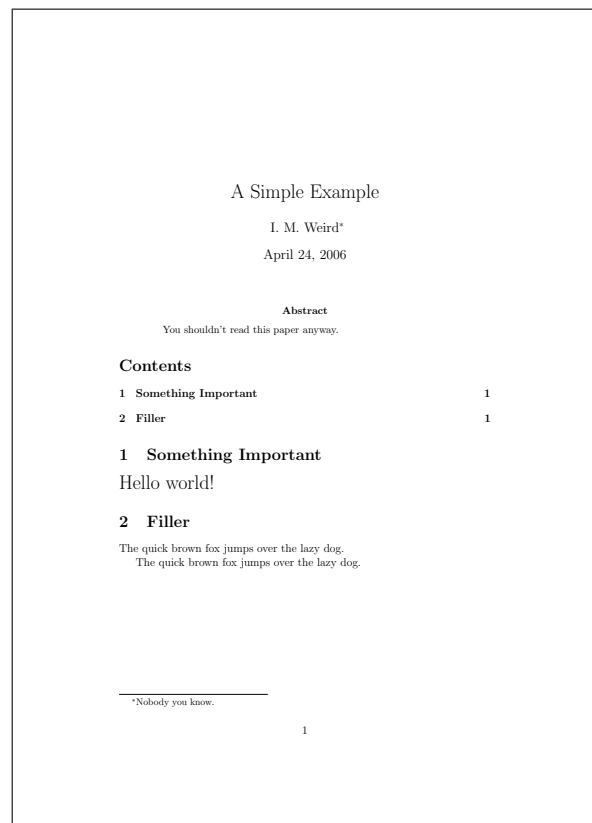 A Simple Example
I. M. Weird*
April 24, 2006
Abstract
You shouldn't read this paper anyway.
Contents
1 Something Important 1
2 Filler 1
1 Something Important
Hello world!
2 Filler
The quick brown fox jumps over the lazy dog.
The quick brown fox jumps over the lazy dog.
*Nobody you know.
1